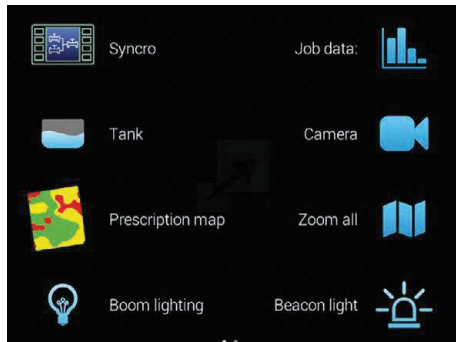 Syncro
Job data:
Tank
Camera
Prescription map
Zoom all
Boom lighting
Beacon light